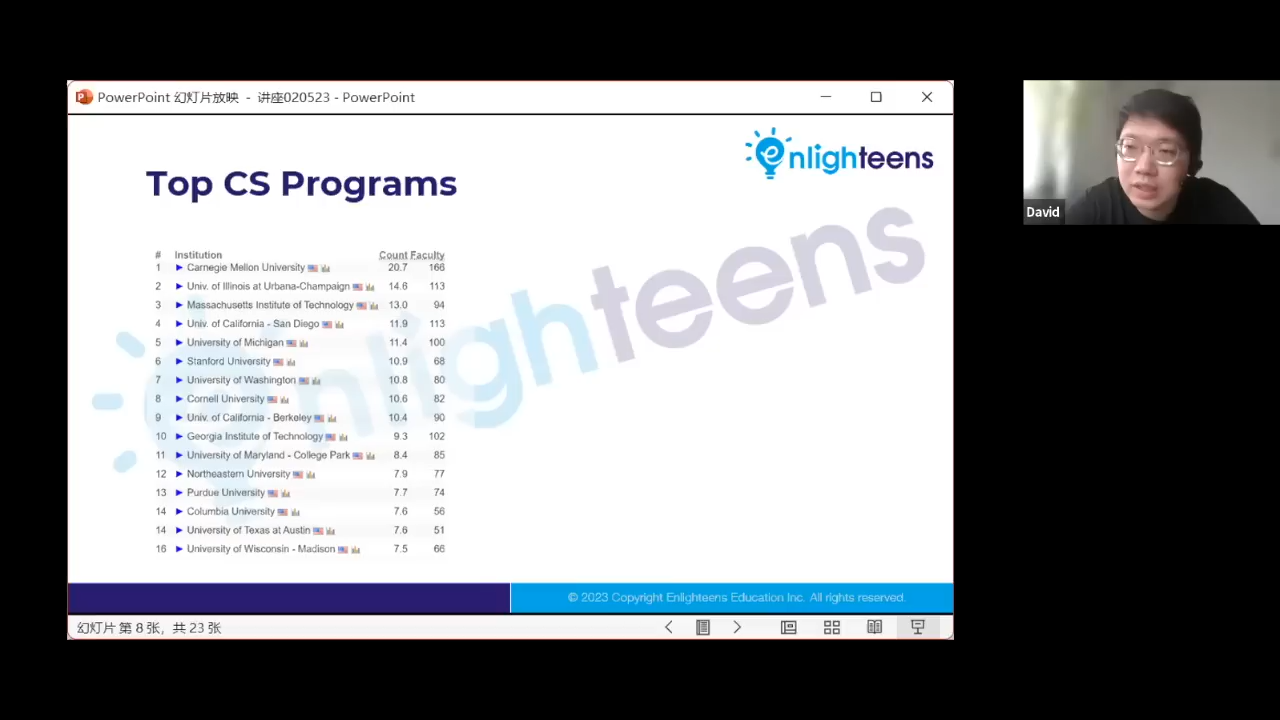 PowerPoint 幻灯片放映 - 讲座020523 - PowerPoint
enlighteens
Top CS Programs
enlighteens
# Institution Count Faculty
1 ► Carnegie Mellon University 20.7 166
2 ► Univ. of Illinois at Urbana-Champaign 14.6 113
3 ► Massachusetts Institute of Technology 13.0 94
4 ► Univ. of California - San Diego 11.9 113
5 ► University of Michigan 11.4 100
6 ► Stanford University 10.9 68
7 ► University of Washington 10.8 80
8 ► Cornell University 10.6 82
9 ► Univ. of California - Berkeley 10.4 90
10 ► Georgia Institute of Technology 9.3 102
11 ► University of Maryland - College Park 8.4 85
12 ► Northeastern University 7.9 77
13 ► Purdue University 7.7 74
14 ► Columbia University 7.6 56
14 ► University of Texas at Austin 7.6 51
16 ► University of Wisconsin - Madison 7.5 66
© 2023 Copyright Enlighteens Education Inc. All rights reserved.
幻灯片 第 8 张，共 23 张
David